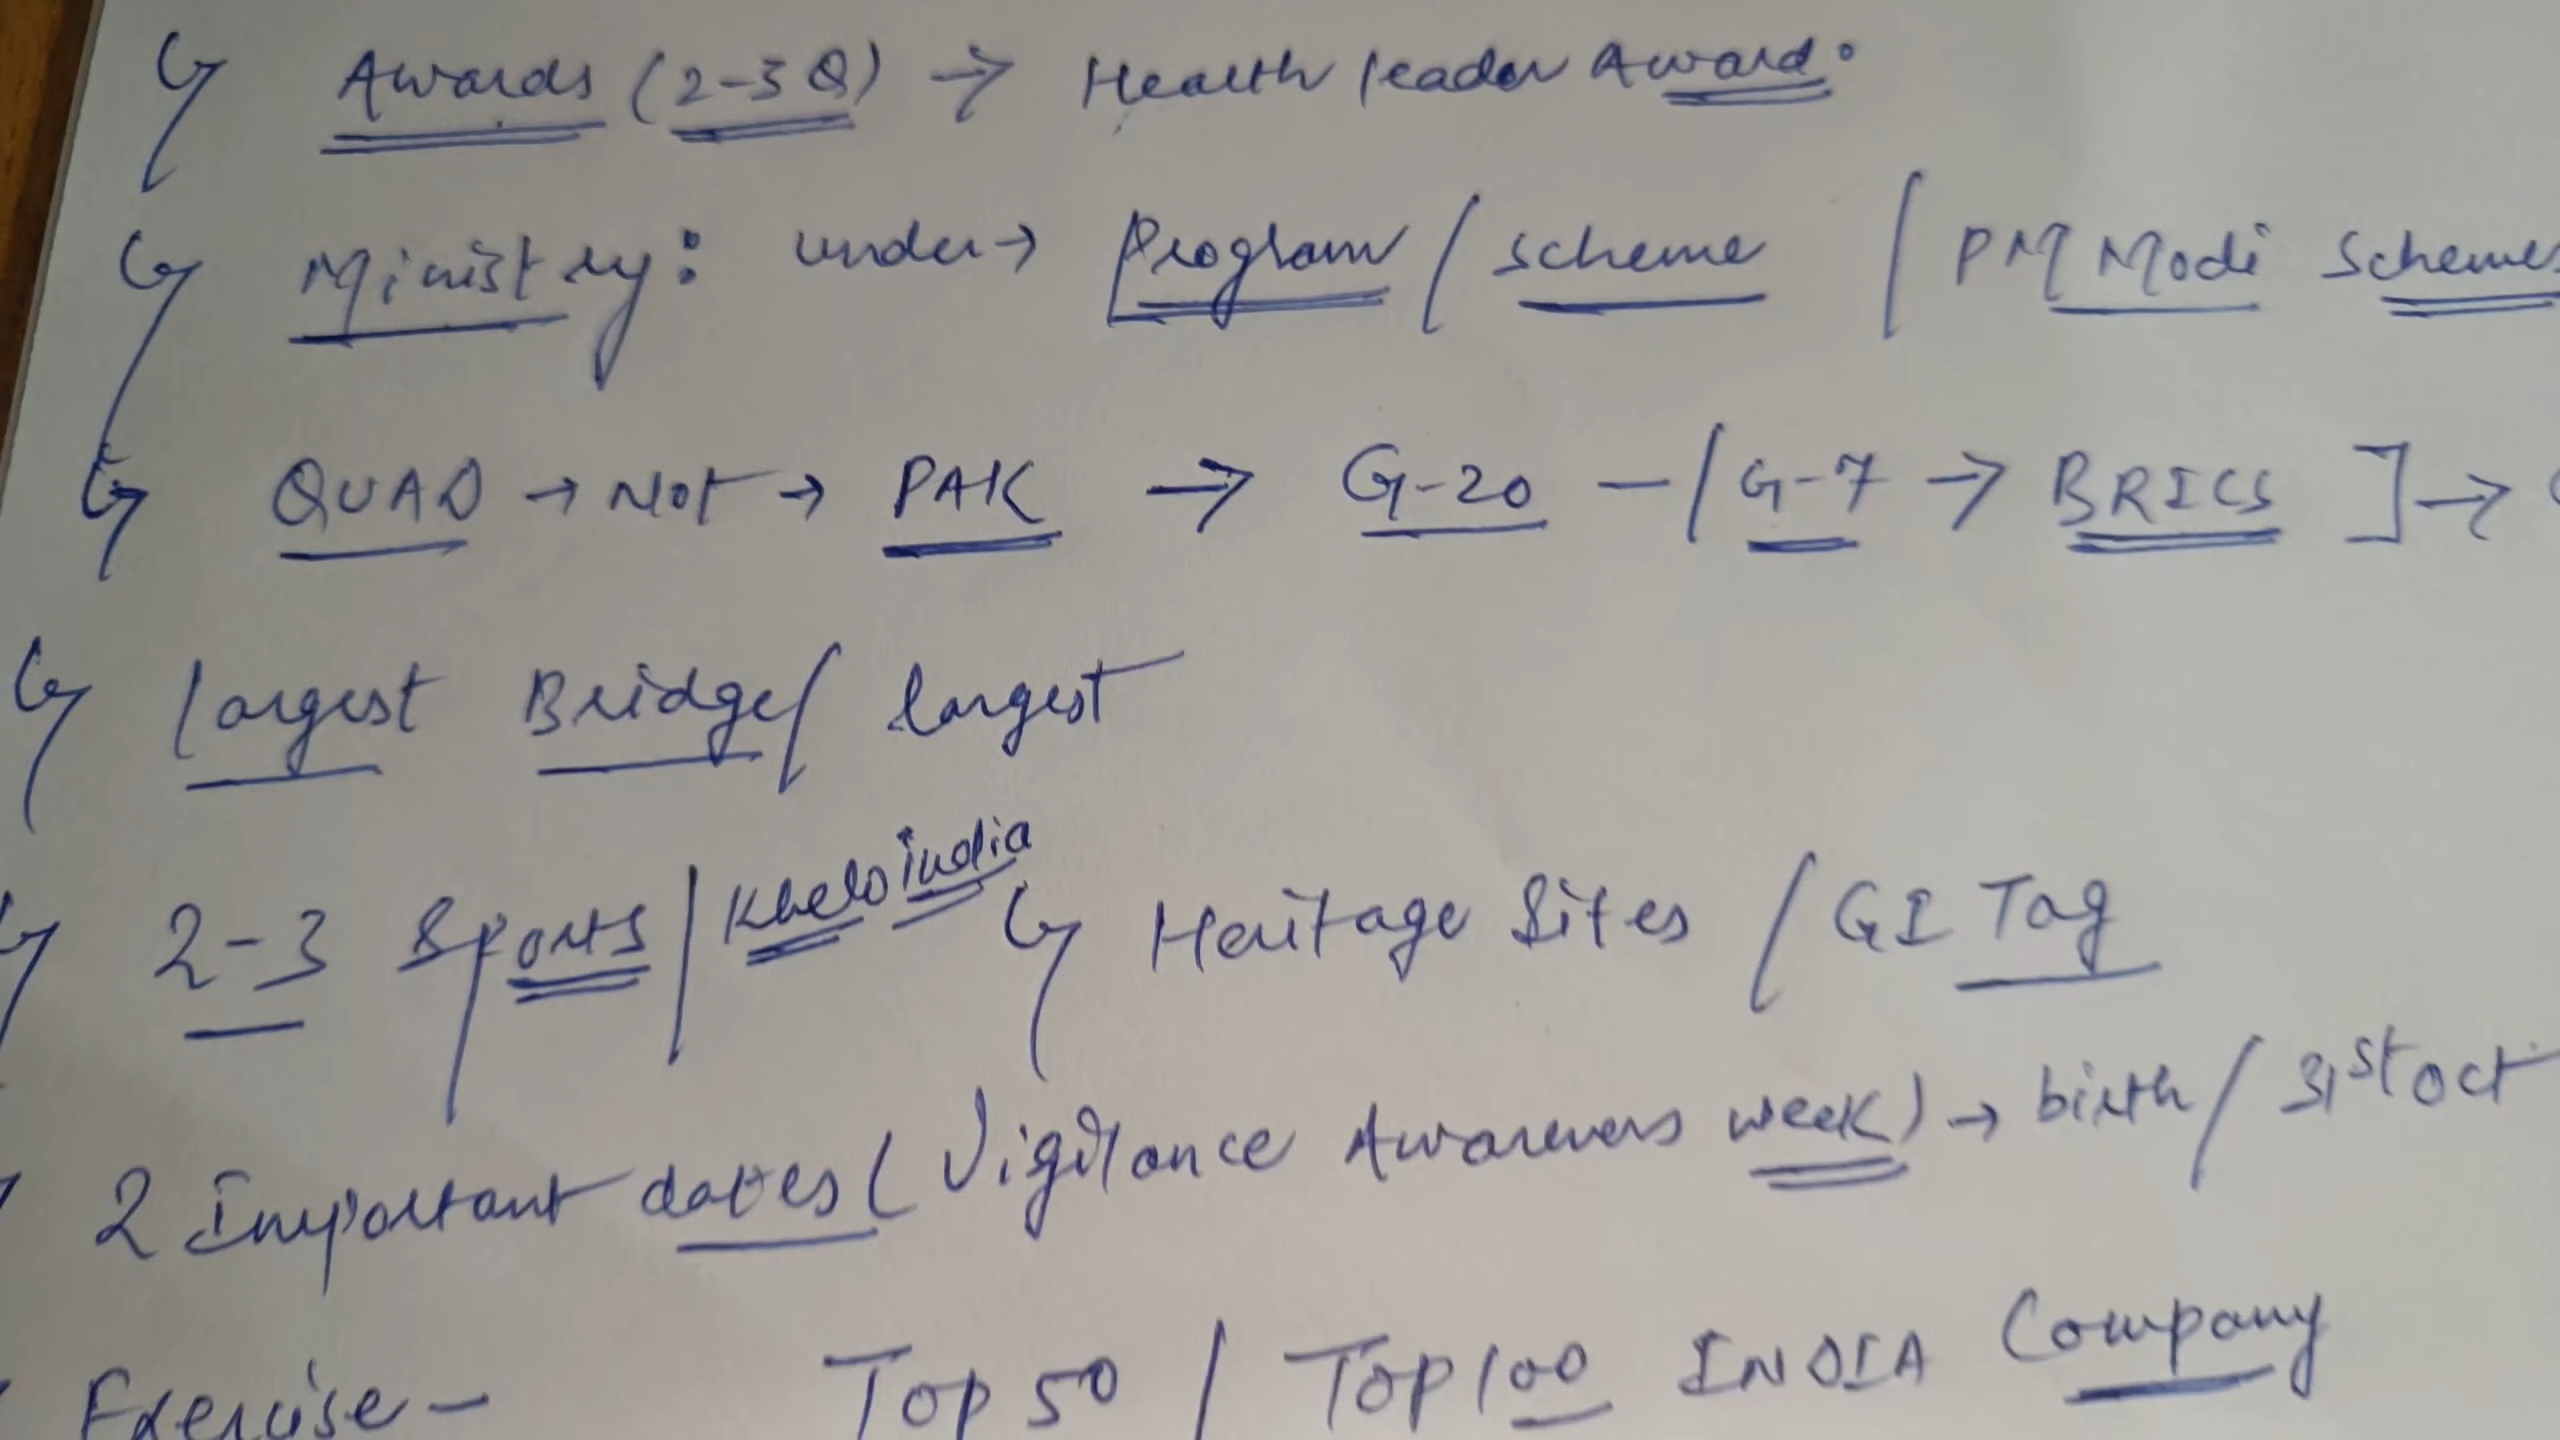 Awards (2-3 Q) → Health leader Award.
Ministry: under → Program / scheme / PM Modi Schemes
QUAD → Not → PAK → G-20 - / G-7 → BRICS ] →
largest Bridge / largest
2-3 Sports / Khelo india Heritage Sites / GI Tag
2 Important dates ( Vigilance Awareness week) → birth / 31st oct
Exercise - Top 50 / Top 100 INDIA Company